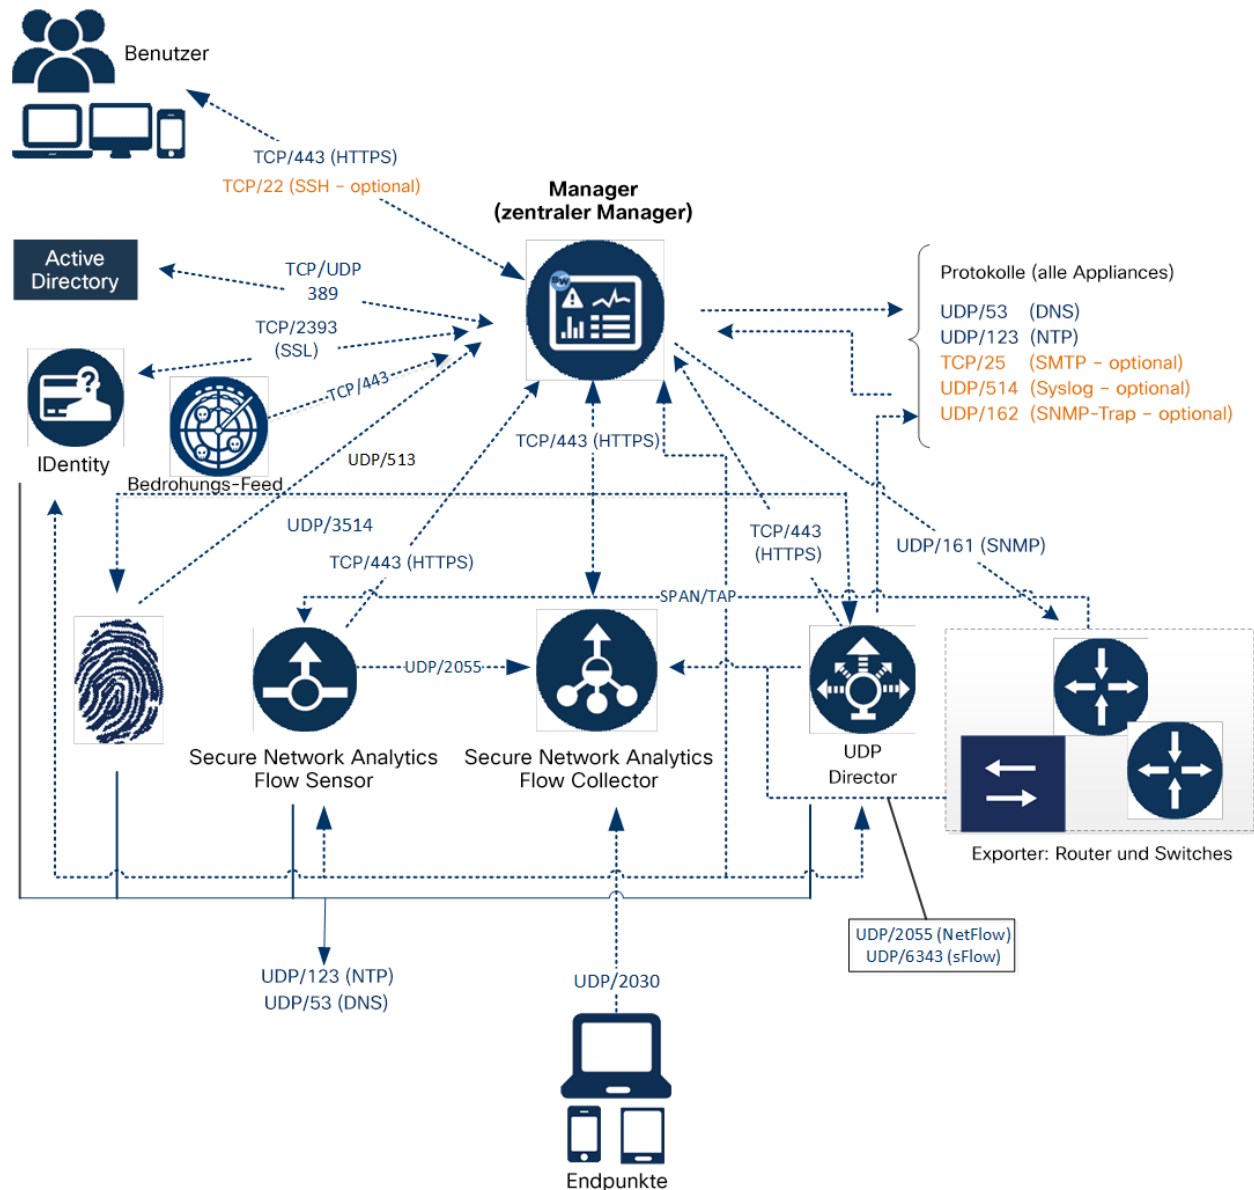 Benutzer
TCP/443 (HTTPS)
TCP/22 (SSH – optional)
Manager
(zentraler Manager)
Active
Directory
TCP/UDP
389
Protokolle (alle Appliances)
UDP/53 (DNS)
UDP/123 (NTP)
TCP/25 (SMTP – optional)
UDP/514 (Syslog – optional)
UDP/162 (SNMP-Trap – optional)
TCP/2393
(SSL)
TCP/443
IDentity
Bedrohungs-Feed
UDP/513
TCP/443 (HTTPS)
UDP/3514
TCP/443 (HTTPS)
TCP/443
(HTTPS)
UDP/161 (SNMP)
SPAN/TAP
UDP/2055
Secure Network Analytics
Flow Sensor
Secure Network Analytics
Flow Collector
UDP
Director
Exporter: Router und Switches
UDP/2055 (NetFlow)
UDP/6343 (sFlow)
UDP/123 (NTP)
UDP/53 (DNS)
UDP/2030
Endpunkte